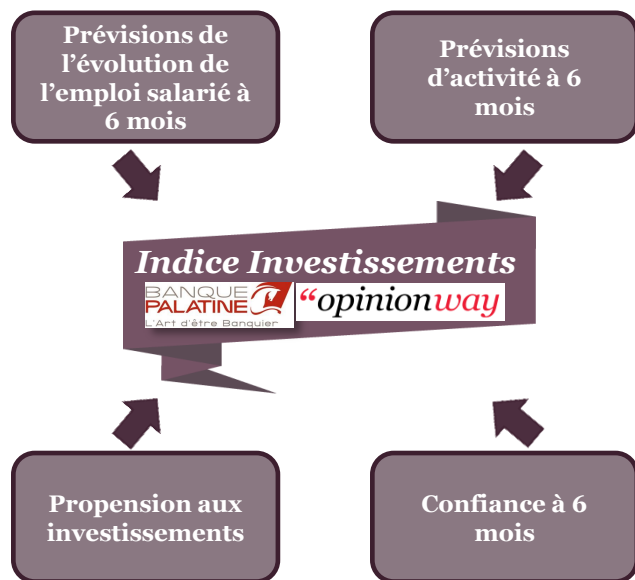 Prévisions de
l'évolution de
l'emploi salarié à
6 mois
Prévisions
d'activité à 6
mois
Indice Investissements
BANQUE
PALATINE
L'Art d'être Banquier
“opinionway
Propension aux
investissements
Confiance à 6
mois